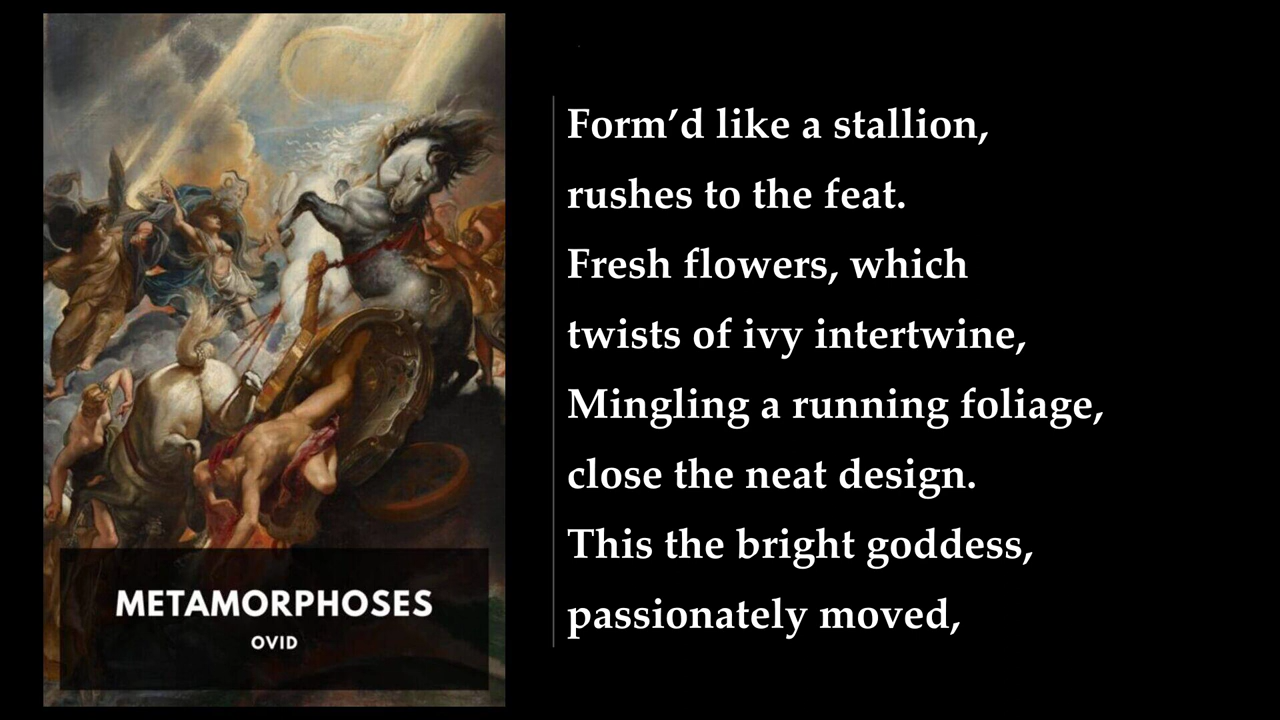 METAMORPHOSES
OVID
Form’d like a stallion,
rushes to the feat.
Fresh flowers, which
twists of ivy intertwine,
Mingling a running foliage,
close the neat design.
This the bright goddess,
passionately moved,